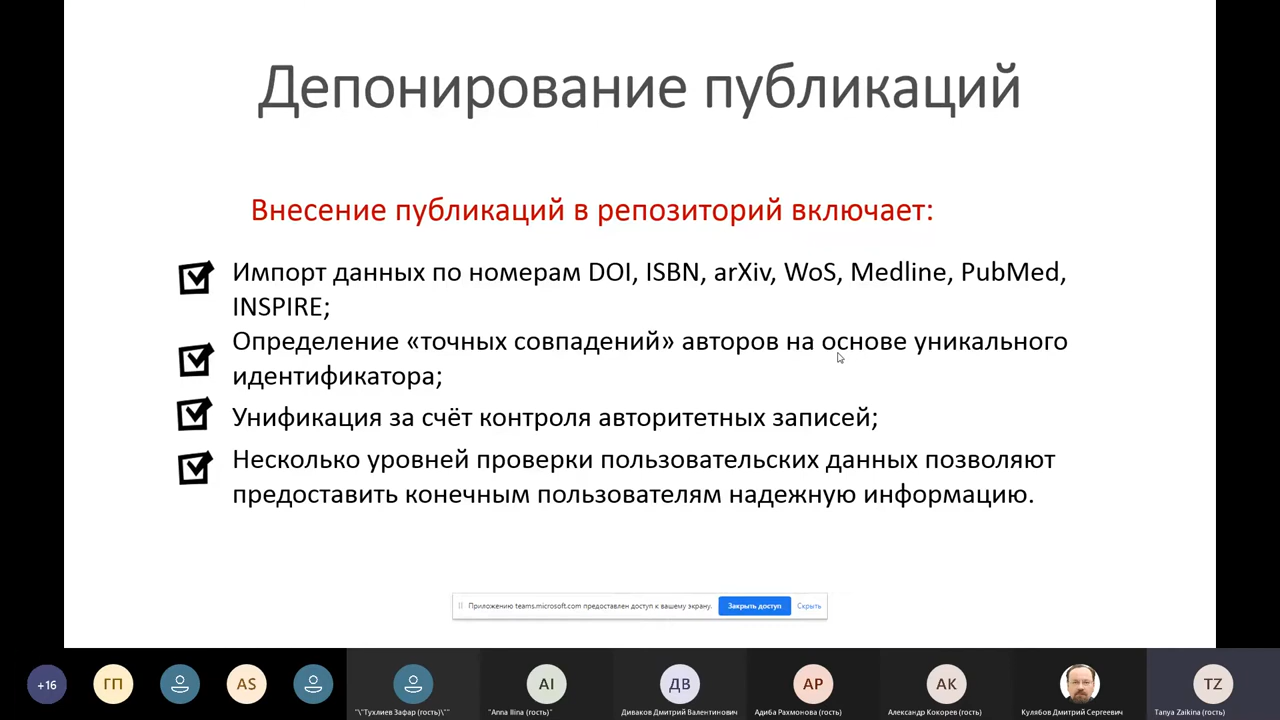 Депонирование публикаций
Внесение публикаций в репозиторий включает:
Импорт данных по номерам DOI, ISBN, arXiv, WoS, Medline, PubMed,
INSPIRE;
Определение «точных совпадений» авторов на основе уникального
идентификатора;
Унификация за счёт контроля авторитетных записей;
Несколько уровней проверки пользовательских данных позволяют
предоставить конечным пользователям надежную информацию.
Приложению teams.microsoft.com предоставлен доступ к вашему экрану.
Закрыть доступ
Скрыть
+16
ГП
AS
AI
ДВ
АР
АК
TZ
"\"Тухлиев Зафар (гость)\""
"Anna Ilina (гость)"
Диваков Дмитрий Валентинович
Адиба Рахмонова (гость)
Александр Кокорев (гость)
Кулябов Дмитрий Сергеевич
Tanya Zaikina (гость)